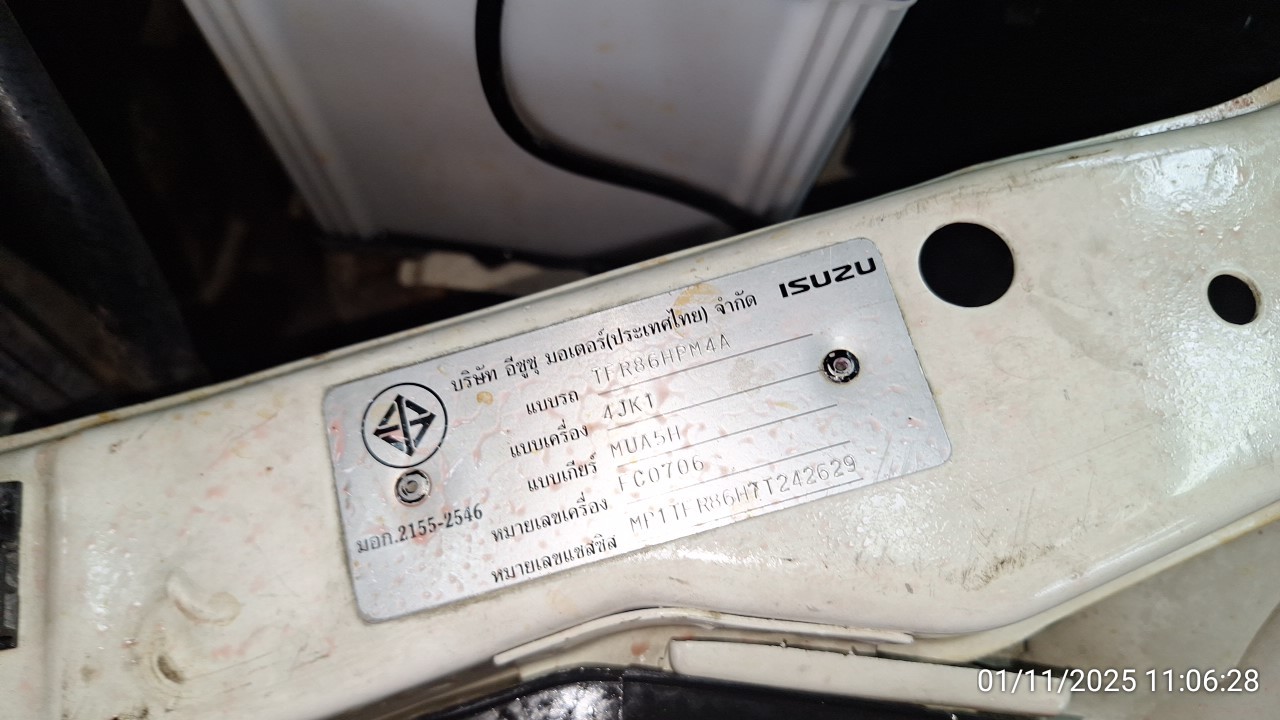 ISUZU
บริษัท อีซูซุ มอเตอร์(ประเทศไทย) จำกัด
แบบรถ TFR86HPM4A
แบบเครื่อง 4JK1
แบบเกียร์ MUA5H
หมายเลขเครื่อง FC0706
หมายเลขแชสซิส MP1TFR86H7T242629
มอก.2155-2546
01/11/2025 11:06:28